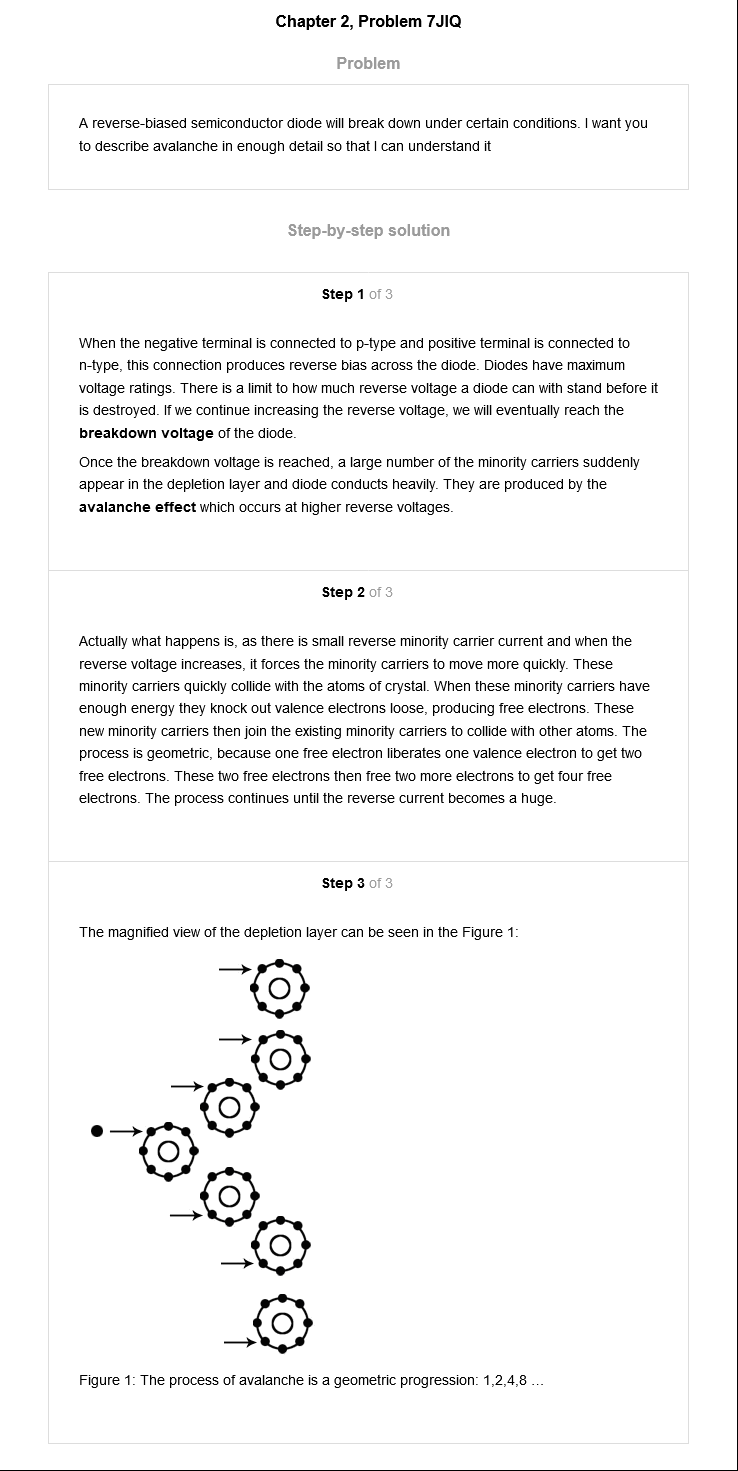 Chapter 2, Problem 7JIQ
Problem
A reverse-biased semiconductor diode will break down under certain conditions. I want you
to describe avalanche in enough detail so that I can understand it
Step-by-step solution
Step 1 of 3
When the negative terminal is connected to p-type and positive terminal is connected to
n-type, this connection produces reverse bias across the diode. Diodes have maximum
voltage ratings. There is a limit to how much reverse voltage a diode can with stand before it
is destroyed. If we continue increasing the reverse voltage, we will eventually reach the
breakdown voltage of the diode.
Once the breakdown voltage is reached, a large number of the minority carriers suddenly
appear in the depletion layer and diode conducts heavily. They are produced by the
avalanche effect which occurs at higher reverse voltages.
Step 2 of 3
Actually what happens is, as there is small reverse minority carrier current and when the
reverse voltage increases, it forces the minority carriers to move more quickly. These
minority carriers quickly collide with the atoms of crystal. When these minority carriers have
enough energy they knock out valence electrons loose, producing free electrons. These
new minority carriers then join the existing minority carriers to collide with other atoms. The
process is geometric, because one free electron liberates one valence electron to get two
free electrons. These two free electrons then free two more electrons to get four free
electrons. The process continues until the reverse current becomes a huge.
Step 3 of 3
The magnified view of the depletion layer can be seen in the Figure 1:
Figure 1: The process of avalanche is a geometric progression: 1,2,4,8 …